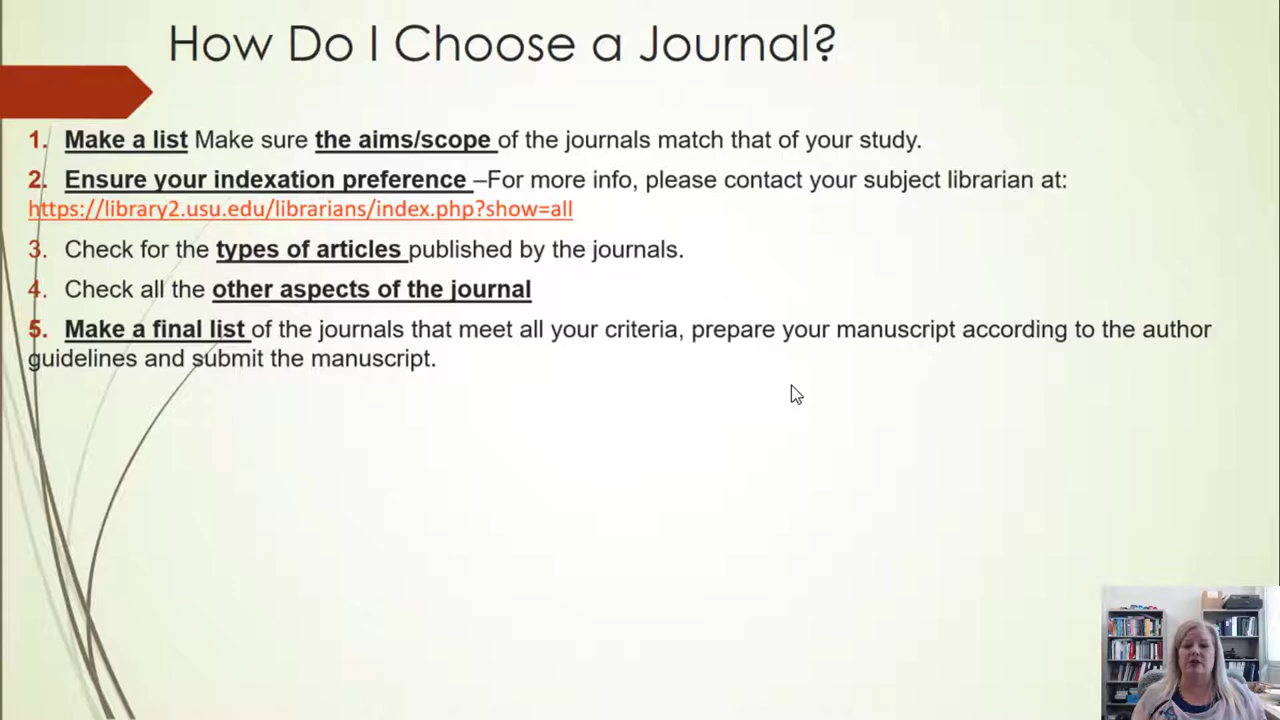 How Do I Choose a Journal?
1. Make a list Make sure the aims/scope of the journals match that of your study.
2. Ensure your indexation preference –For more info, please contact your subject librarian at:
https://library2.usu.edu/librarians/index.php?show=all
3. Check for the types of articles published by the journals.
4. Check all the other aspects of the journal
5. Make a final list of the journals that meet all your criteria, prepare your manuscript according to the author
guidelines and submit the manuscript.